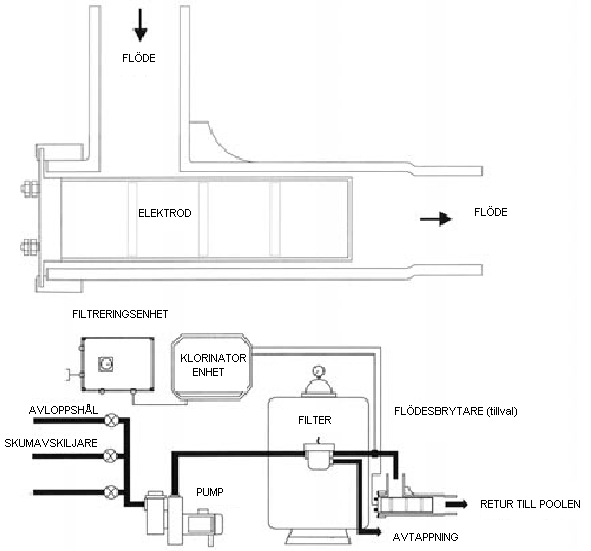 FLÖDE
ELEKTROD
FLÖDE
FILTRERINGSENHET
KLORINATOR
ENHET
AVLOPPSHÅL
FILTER
FLÖDESBRYTARE (tillval)
SKUMAVSKILJARE
PUMP
RETUR TILL POOLEN
AVTAPPNING